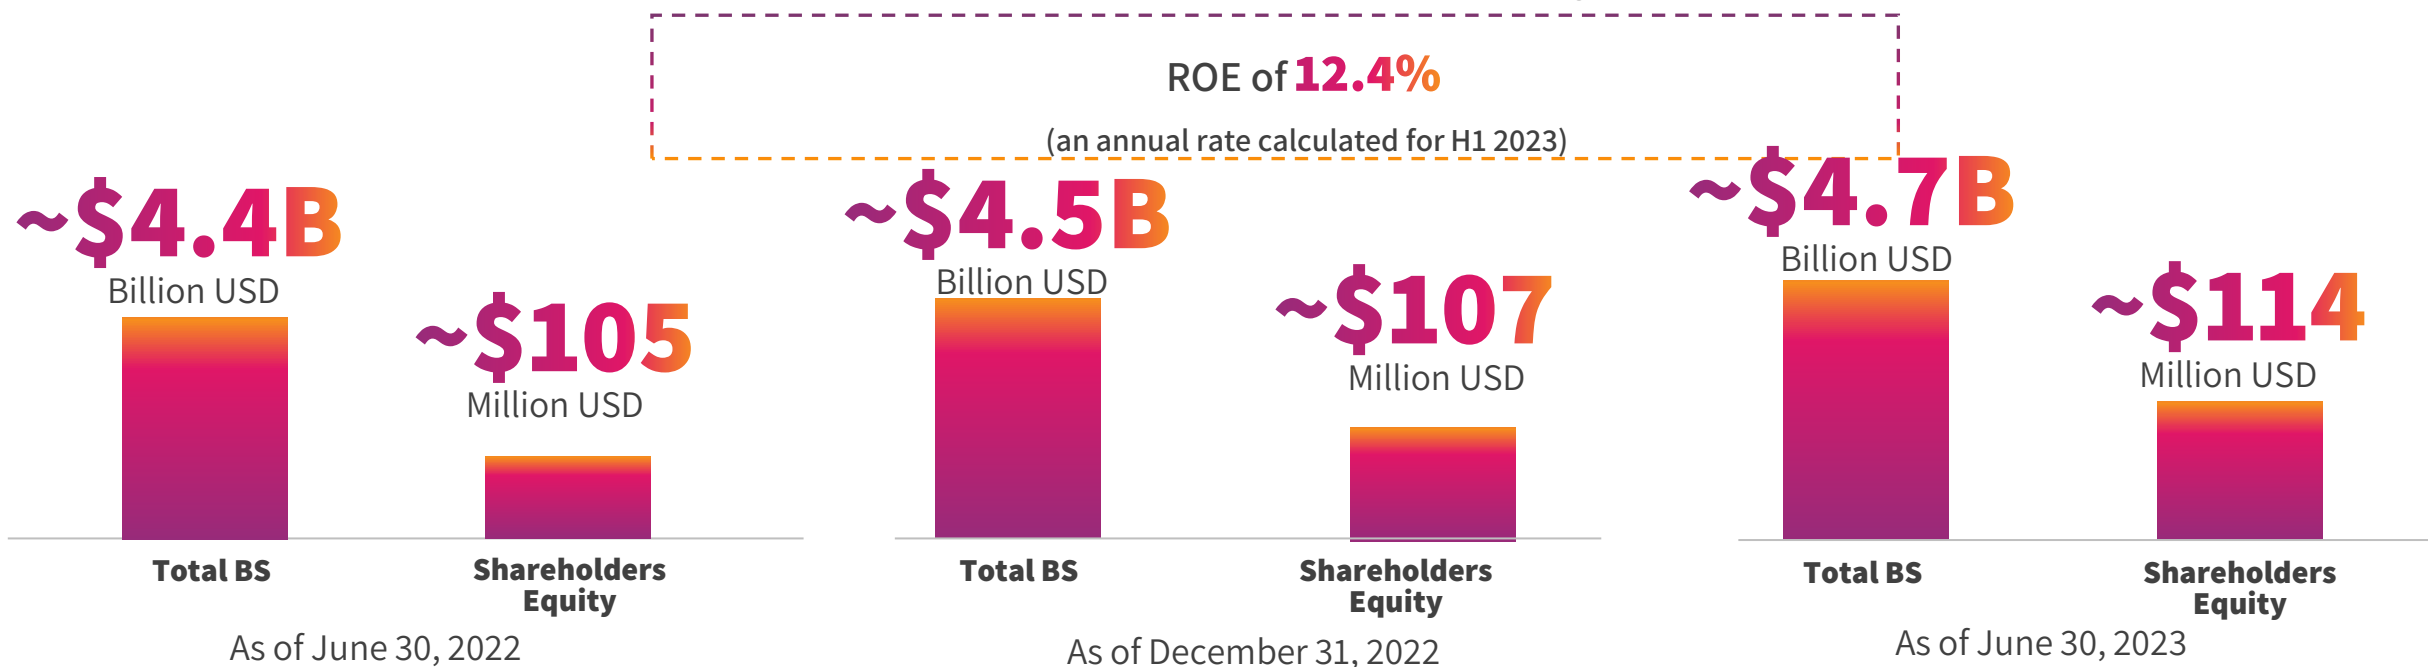 ROE of 12.4%
(an annual rate calculated for H1 2023)
~$4.4B
Billion USD
~$105
Million USD
Total BS
Shareholders
Equity
As of June 30, 2022
~$4.5B
Billion USD
~$107
Million USD
Total BS
Shareholders
Equity
As of December 31, 2022
~$4.7B
Billion USD
~$114
Million USD
Total BS
Shareholders
Equity
As of June 30, 2023